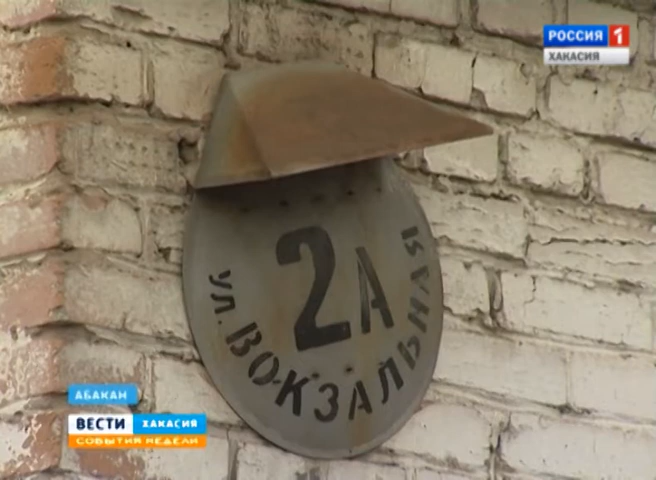 РОССИЯ 1
ХАКАСИЯ
2А
ул. ВОКЗАЛЬНАЯ
АБАКАН
ВЕСТИ ХАКАСИЯ
СОБЫТИЯ НЕДЕЛИ